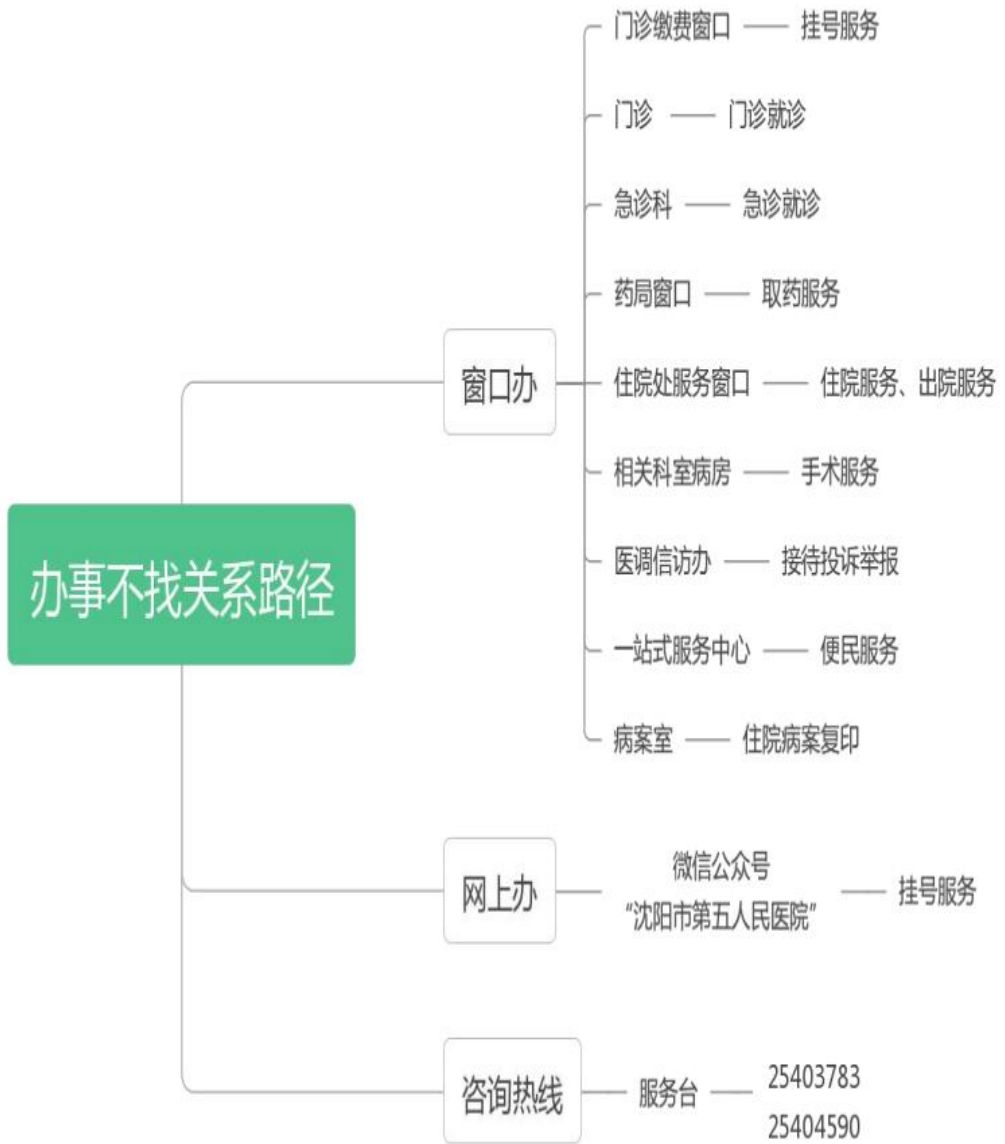 办事不找关系路径
窗口办
门诊缴费窗口
挂号服务
门诊
门诊就诊
急诊科
急诊就诊
药局窗口
取药服务
住院处服务窗口
住院服务、出院服务
相关科室病房
手术服务
医调信访办
接待投诉举报
一站式服务中心
便民服务
病案室
住院病案复印
网上办
微信公众号
“沈阳市第五人民医院”
挂号服务
咨询热线
服务台
25403783
25404590